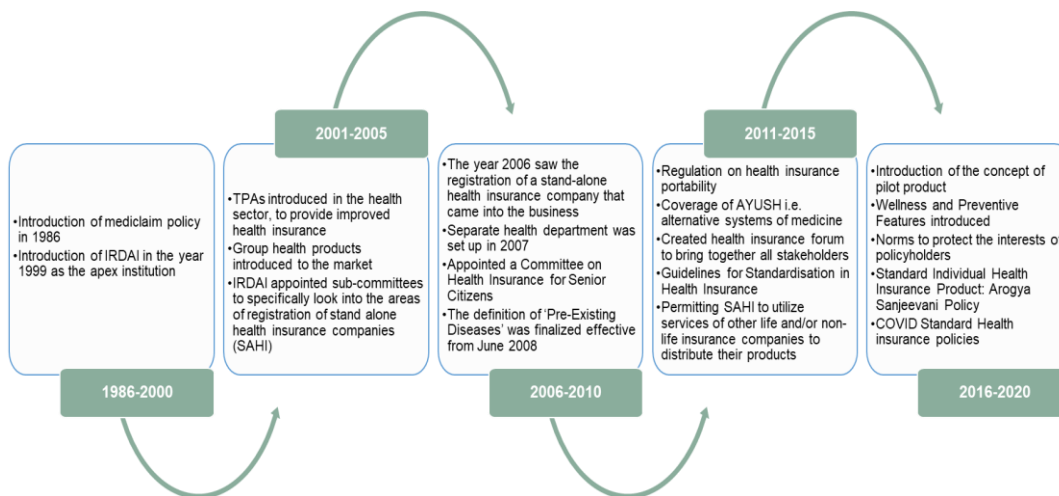 1986-2000
•Introduction of mediclaim policy
in 1986
•Introduction of IRDAI in the year
1999 as the apex institution
2001-2005
•TPAs introduced in the health
sector, to provide improved
health insurance
•Group health products
introduced to the market
•IRDAI appointed sub-committees
to specifically look into the areas
of registration of stand alone
health insurance companies
(SAHI)
2006-2010
•The year 2006 saw the
registration of a stand-alone
health insurance company that
came into the business
•Separate health department was
set up in 2007
•Appointed a Committee on
Health Insurance for Senior
Citizens
•The definition of ‘Pre-Existing
Diseases’ was finalized effective
from June 2008
2011-2015
•Regulation on health insurance
portability
•Coverage of AYUSH i.e.
alternative systems of medicine
•Created health insurance forum
to bring together all stakeholders
•Guidelines for Standardisation in
Health Insurance
•Permitting SAHI to utilize
services of other life and/or non-
life insurance companies to
distribute their products
2016-2020
•Introduction of the concept of
pilot product
•Wellness and Preventive
Features introduced
•Norms to protect the interests of
policyholders
•Standard Individual Health
Insurance Product: Arogya
Sanjeevani Policy
•COVID Standard Health
insurance policies